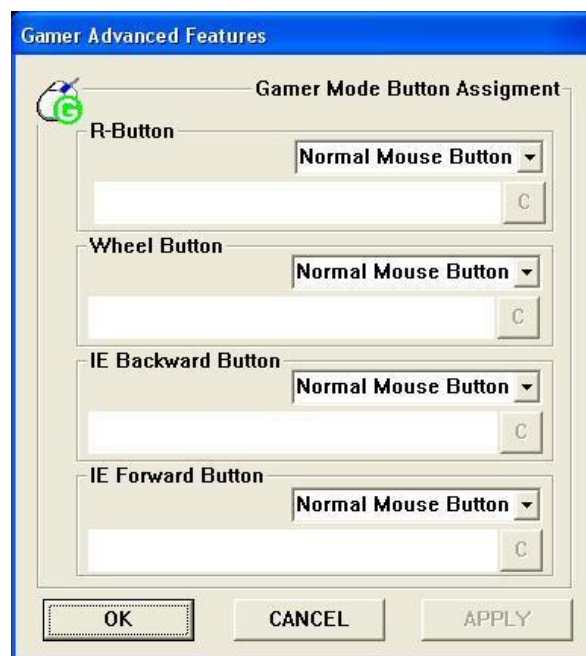 Gamer Advanced Features
Gamer Mode Button Assigment
G
R-Button
Normal Mouse Button
C
Wheel Button
Normal Mouse Button
C
IE Backward Button
Normal Mouse Button
C
IE Forward Button
Normal Mouse Button
C
OK CANCEL APPLY